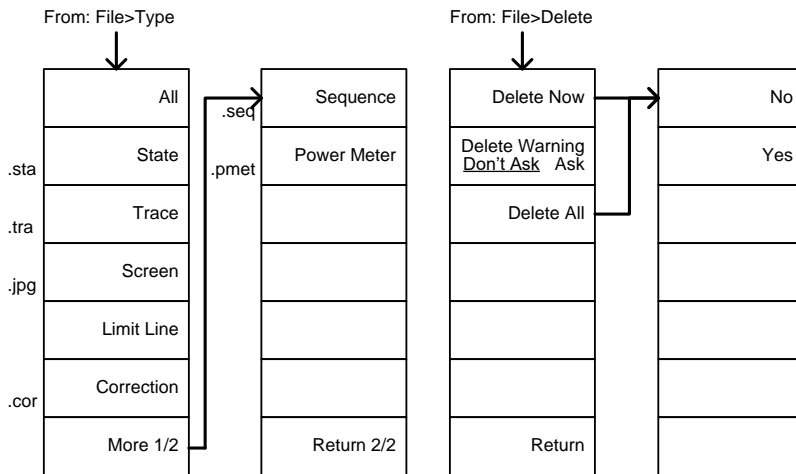 From: File>Type
All
.sta
State
.tra
Trace
.jpg
Screen
Limit Line
.cor
Correction
More 1/2
.seq
Sequence
.pmet
Power Meter
Return 2/2
From: File>Delete
Delete Now
Delete Warning
Don't Ask Ask
Delete All
Return
No
Yes